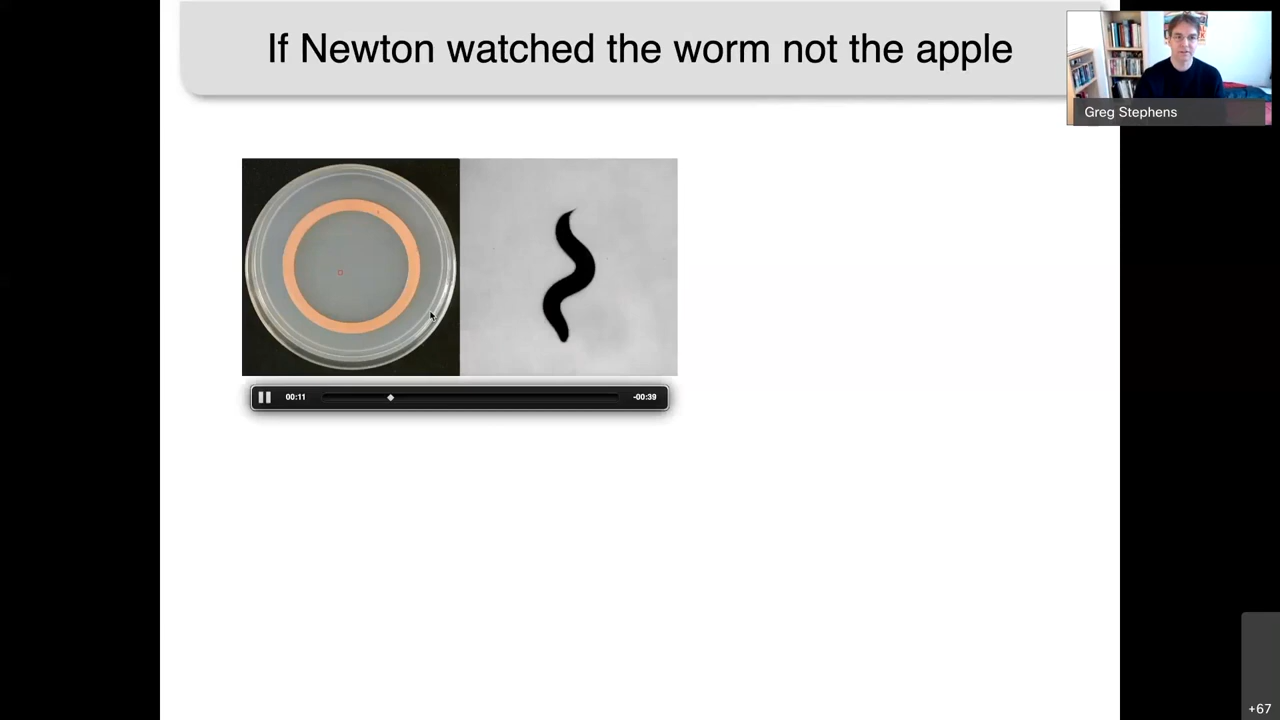 If Newton watched the worm not the apple
Greg Stephens
00:11
-00:39
+67